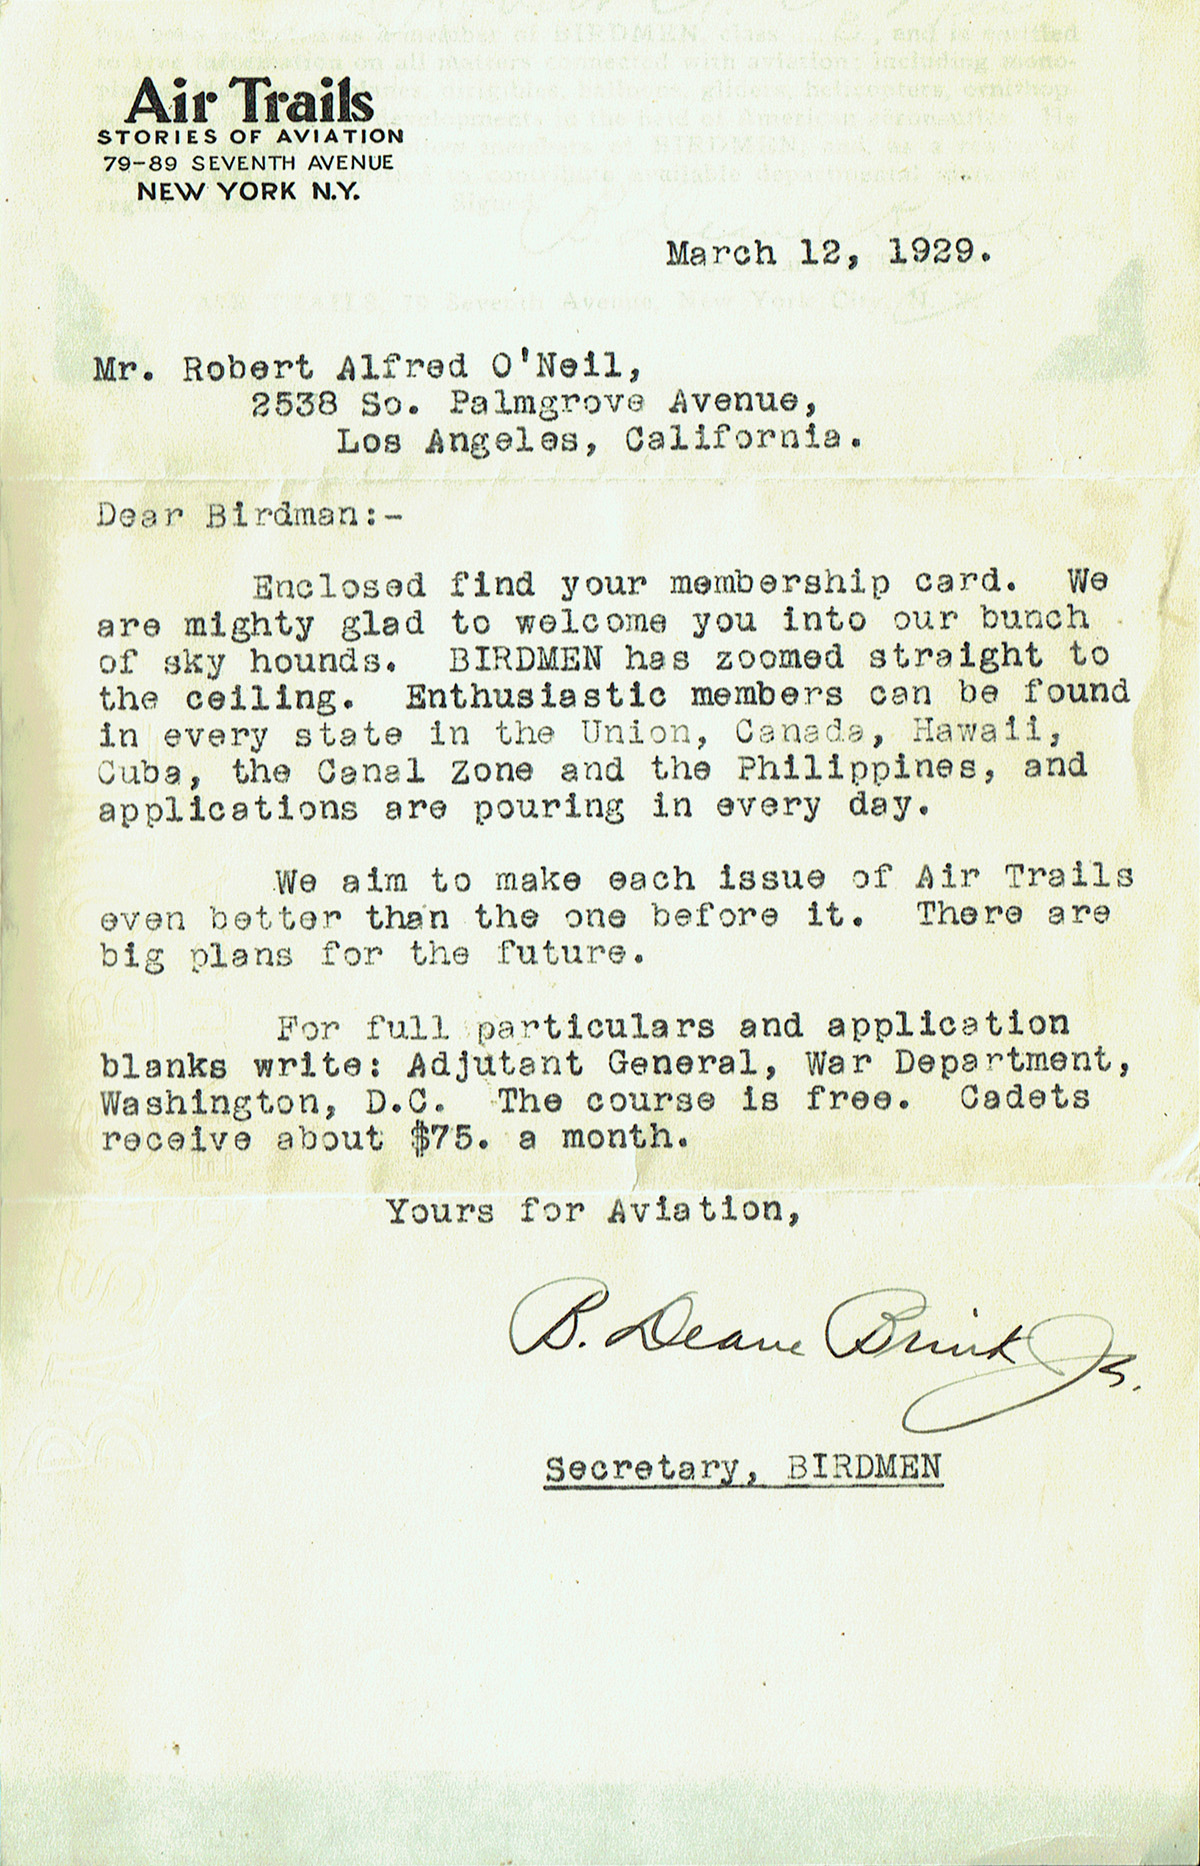 Air Trails
STORIES OF AVIATION
79-89 SEVENTH AVENUE
NEW YORK N.Y.
March 12, 1929.
Mr. Robert Alfred O'Neil,
2538 So. Palmgrove Avenue,
Los Angeles, California.
Dear Birdman:-
Enclosed find your membership card. We
are mighty glad to welcome you into our bunch
of sky hounds. BIRDMEN has zoomed straight to
the ceiling. Enthusiastic members can be found
in every state in the Union, Canada, Hawaii,
Cuba, the Canal Zone and the Philippines, and
applications are pouring in every day.
We aim to make each issue of Air Trails
even better than the one before it. There are
big plans for the future.
For full particulars and application
blanks write: Adjutant General, War Department,
Washington, D.C. The course is free. Cadets
receive about $75. a month.
Yours for Aviation,
B. Deane Brink Jr.
Secretary, BIRDMEN